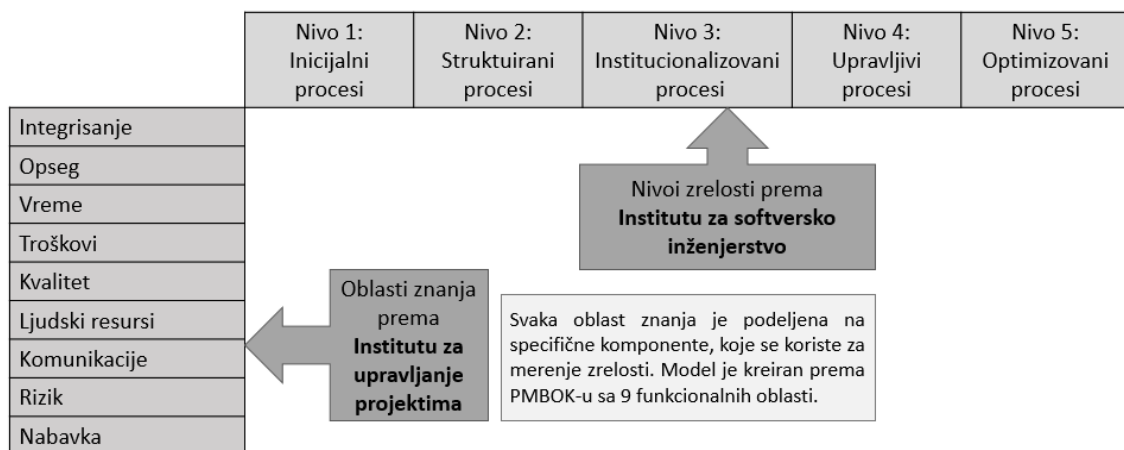 Nivo 1:
Inicijalni
procesi
Nivo 2:
Struktuirani
procesi
Nivo 3:
Institucionalizovani
procesi
Nivo 4:
Upravljivi
procesi
Nivo 5:
Optimizovani
procesi
Integrisanje
Opseg
Vreme
Troškovi
Kvalitet
Ljudski resursi
Komunikacije
Rizik
Nabavka
Nivoi zrelosti prema
Institutu za softversko
inženjerstvo
Oblasti znanja
prema
Institutu za
upravljanje
projektima
Svaka oblast znanja je podeljena na
specifične komponente, koje se koriste za
merenje zrelosti. Model je kreiran prema
PMBOK-u sa 9 funkcionalnih oblasti.